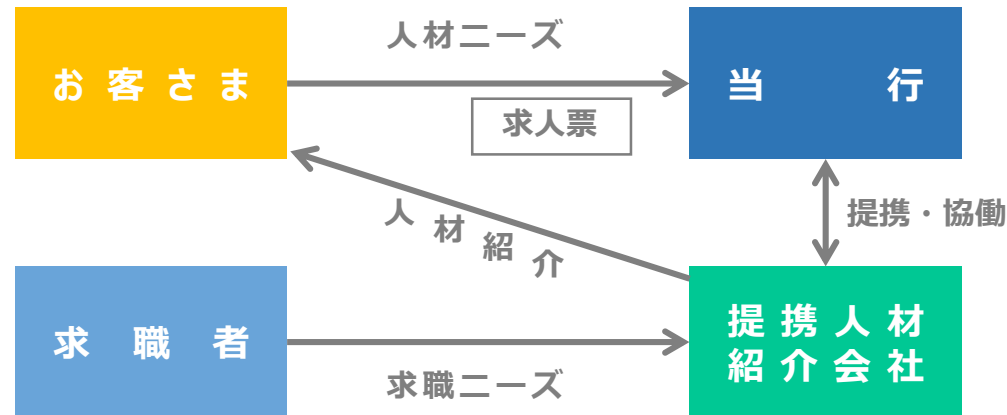 人材ニーズ
お客さま
当行
求人票
人材紹介
提携・協働
求職者
提携人材
紹介会社
求職ニーズ